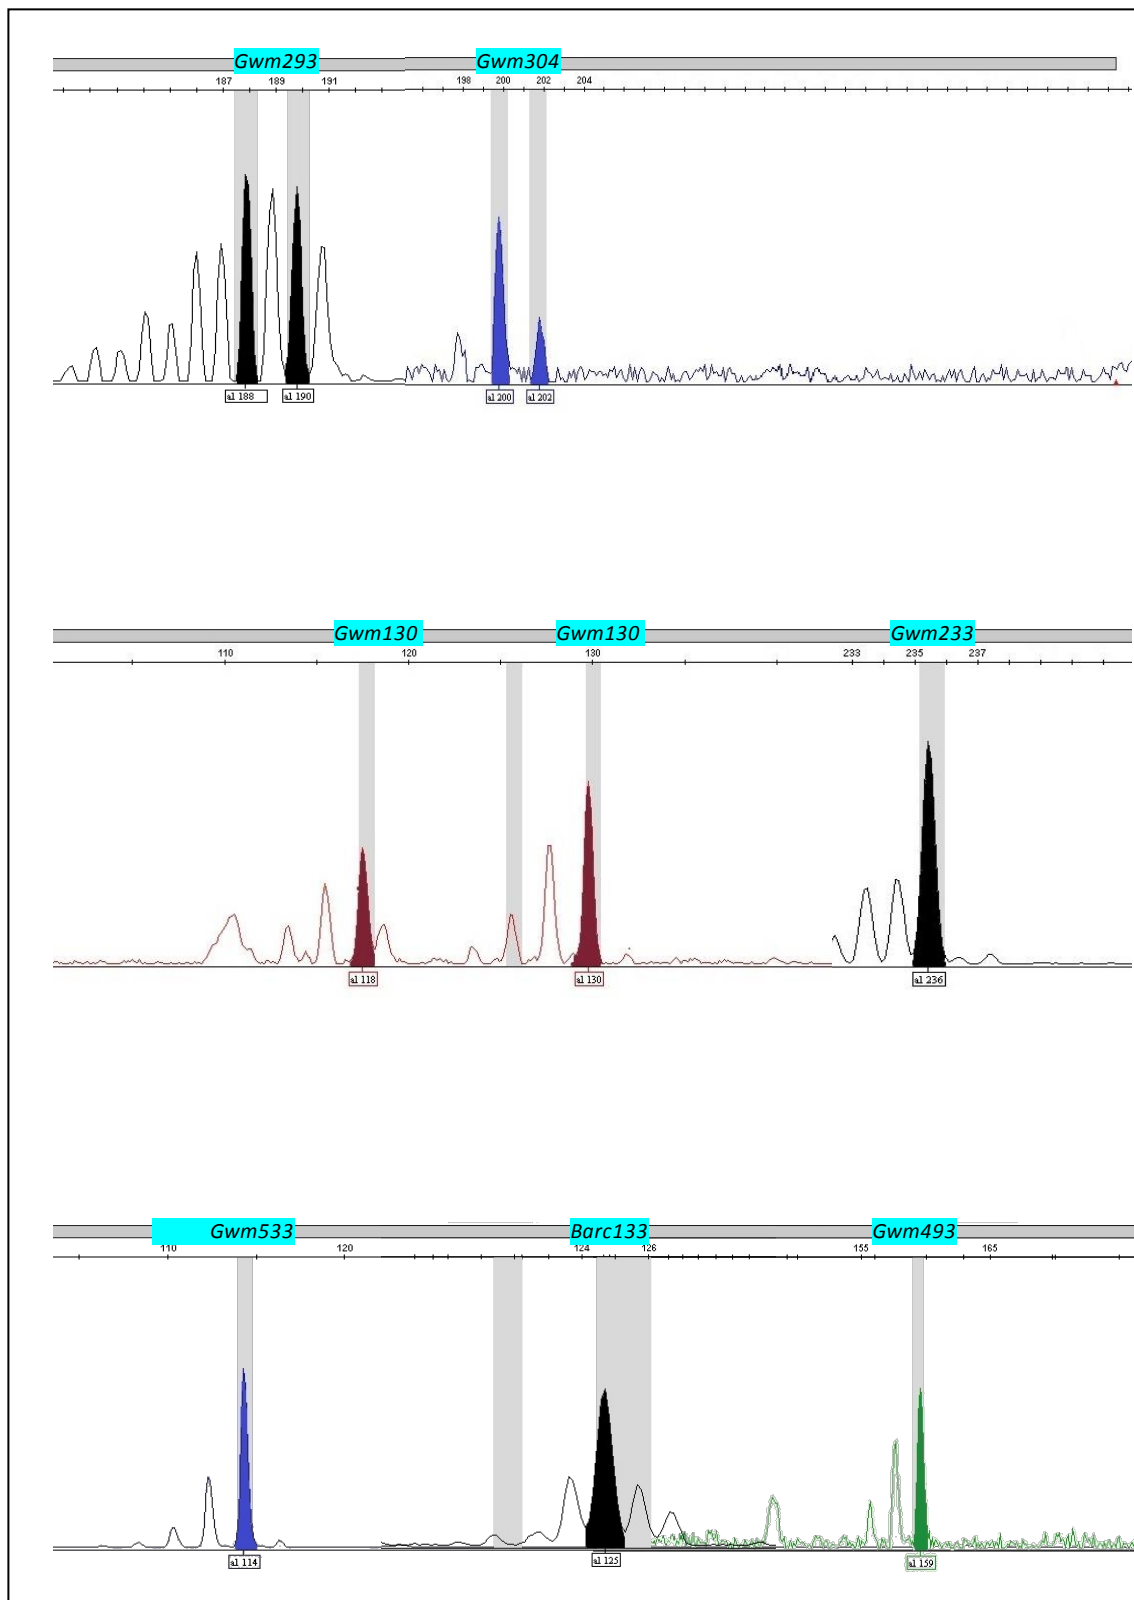 Gwm293 Gwm304
187 189 191 198 200 202 204
al 188 al 190 al 200 al 202
Gwm130 Gwm130 Gwm233
110 120 130 233 235 237
al 118 al 130 al 236
Gwm533 Barc133 Gwm493
110 120 124 126 155 165
al 114 al 125 al 159